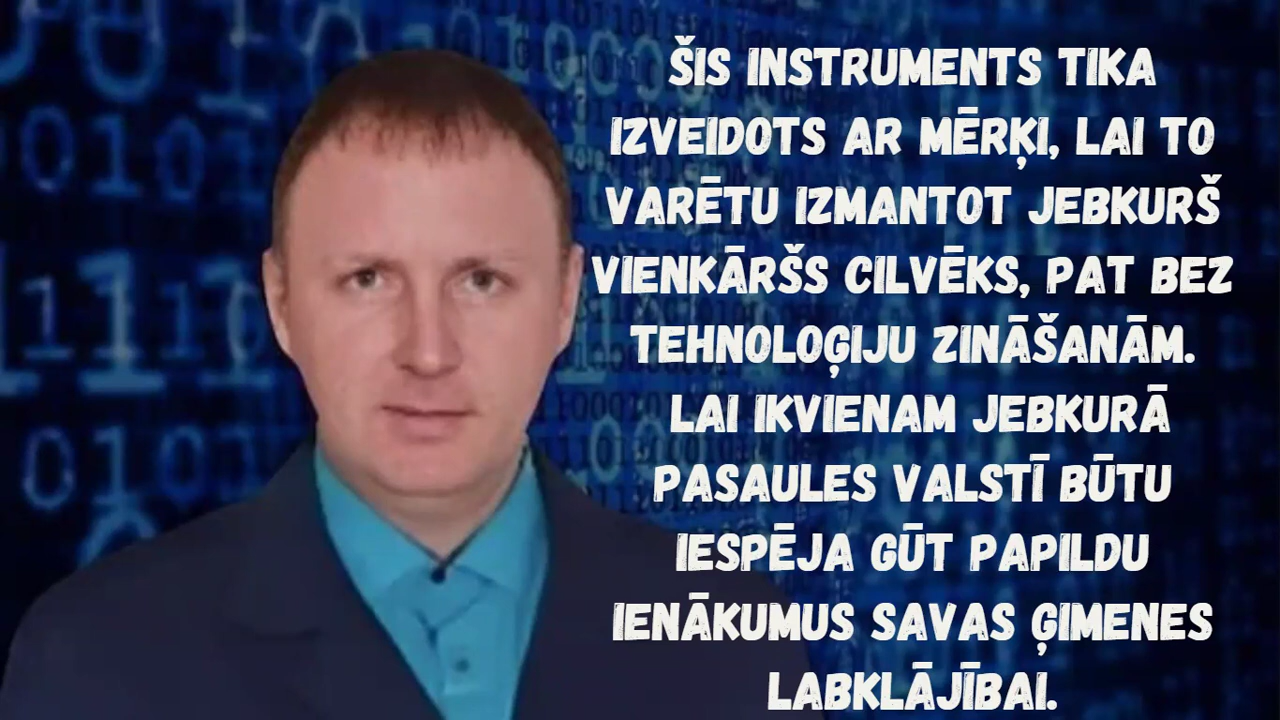 ŠIS INSTRUMENTS TIKA
IZVEIDOTS AR MĒRĶI, LAI TO
VARĒTU IZMANTOT JEBKURŠ
VIENKĀRŠS CILVĒKS, PAT BEZ
TEHNOLOĢIJU ZINĀŠANĀM.
LAI IKVIENAM JEBKURĀ
PASAULES VALSTĪ BŪTU
IESPĒJA GŪT PAPILDU
IENĀKUMUS SAVAS ĢIMENES
LABKLĀJĪBAI.